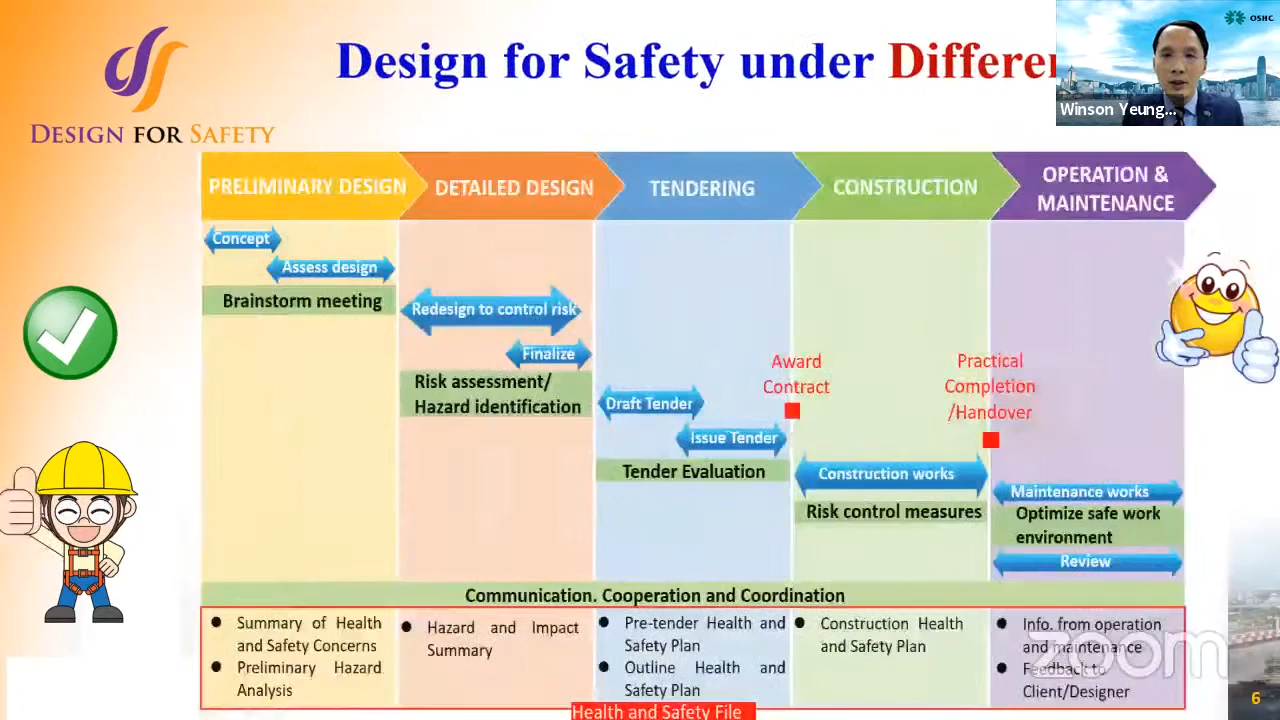 Design for Safety under Differen
OSHC
Winson Yeung...
DESIGN FOR SAFETY
PRELIMINARY DESIGN
DETAILED DESIGN
TENDERING
CONSTRUCTION
OPERATION &
MAINTENANCE
Concept
Assess design
Brainstorm meeting
Redesign to control risk
Finalize
Risk assessment/
Hazard identification
Draft Tender
Issue Tender
Tender Evaluation
Award
Contract
Construction works
Risk control measures
Practical
Completion
/Handover
Maintenance works
Optimize safe work
environment
Review
Communication. Cooperation and Coordination
● Summary of Health
and Safety Concerns
● Preliminary Hazard
Analysis
● Hazard and Impact
Summary
● Pre-tender Health and
Safety Plan
● Outline Health and
Safety Plan
● Construction Health
and Safety Plan
● Info. from operation
and maintenance
● Feedback to
Client/Designer
Health and Safety File
zoom
6